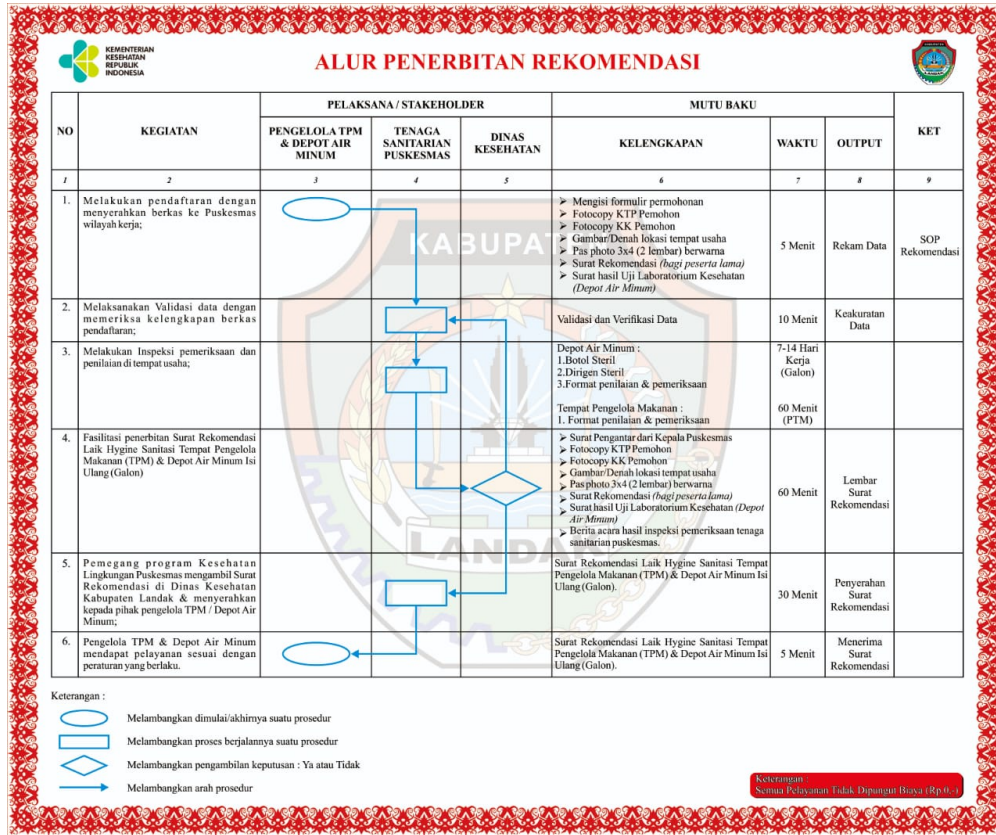 KEMENTERIAN
KESEHATAN
REPUBLIK
INDONESIA
ALUR PENERBITAN REKOMENDASI
KABUPATEN
LANDAK
NO
KEGIATAN
PELAKSANA / STAKEHOLDER
MUTU BAKU
KET
PENGELOLA TPM
& DEPOT AIR
MINUM
TENAGA
SANITARIAN
PUSKESMAS
DINAS
KESEHATAN
KELENGKAPAN
WAKTU
OUTPUT
1
2
3
4
5
6
7
8
9
1.
Melakukan pendaftaran dengan
menyerahkan berkas ke Puskesmas
wilayah kerja;
➢ Mengisi formulir permohonan
➢ Fotocopy KTP Pemohon
➢ Fotocopy KK Pemohon
➢ Gambar/Denah lokasi tempat usaha
➢ Pas photo 3x4 (2 lembar) berwarna
➢ Surat Rekomendasi (bagi peserta lama)
➢ Surat hasil Uji Laboratorium Kesehatan
(Depot Air Minum)
5 Menit
Rekam Data
SOP
Rekomendasi
2.
Melaksanakan Validasi data dengan
memeriksa kelengkapan berkas
pendaftaran;
Validasi dan Verifikasi Data
10 Menit
Keakuratan
Data
3.
Melakukan Inspeksi pemeriksaan dan
penilaian di tempat usaha;
Depot Air Minum :
1.Botol Steril
2.Dirigen Steril
3.Format penilaian & pemeriksaan
Tempat Pengelola Makanan :
1. Format penilaian & pemeriksaan
7-14 Hari
Kerja
(Galon)
60 Menit
(PTM)
4.
Fasilitasi penerbitan Surat Rekomendasi
Laik Hygine Sanitasi Tempat Pengelola
Makanan (TPM) & Depot Air Minum Isi
Ulang (Galon)
➢ Surat Pengantar dari Kepala Puskesmas
➢ Fotocopy KTP Pemohon
➢ Fotocopy KK Pemohon
➢ Gambar/Denah lokasi tempat usaha
➢ Pas photo 3x4 (2 lembar) berwarna
➢ Surat Rekomendasi (bagi peserta lama)
➢ Surat hasil Uji Laboratorium Kesehatan (Depot
Air Minum)
➢ Berita acara hasil inspeksi pemeriksaan tenaga
sanitarian puskesmas.
60 Menit
Lembar
Surat
Rekomendasi
5.
Pemegang program Kesehatan
Lingkungan Puskesmas mengambil Surat
Rekomendasi di Dinas Kesehatan
Kabupaten Landak & menyerahkan
kepada pihak pengelola TPM / Depot Air
Minum;
Surat Rekomendasi Laik Hygine Sanitasi Tempat
Pengelola Makanan (TPM) & Depot Air Minum Isi
Ulang (Galon).
30 Menit
Penyerahan
Surat
Rekomendasi
6.
Pengelola TPM & Depot Air Minum
mendapat pelayanan sesuai dengan
peraturan yang berlaku.
Surat Rekomendasi Laik Hygine Sanitasi Tempat
Pengelola Makanan (TPM) & Depot Air Minum Isi
Ulang (Galon).
5 Menit
Menerima
Surat
Rekomendasi
Keterangan :
Melambangkan dimulai/akhirnya suatu prosedur
Melambangkan proses berjalannya suatu prosedur
Melambangkan pengambilan keputusan : Ya atau Tidak
Melambangkan arah prosedur
Keterangan :
Semua Pelayanan Tidak Dipungut Biaya (Rp.0,-)